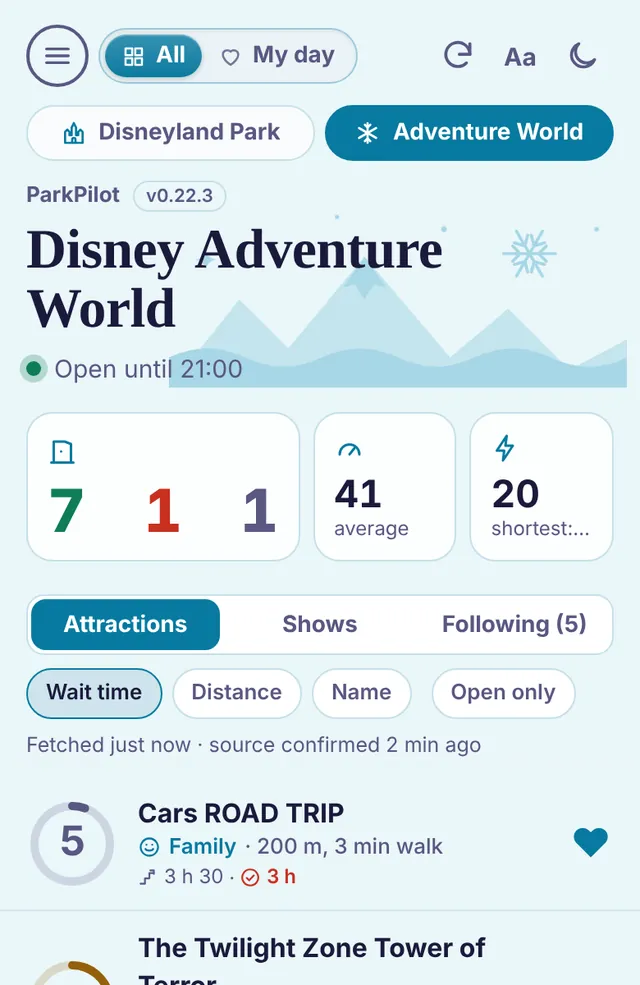 All My day Aa
Disneyland Park Adventure World
ParkPilot v0.22.3
Disney Adventure
World
Open until 21:00
7 1 1 41 20
average shortest:...
Attractions Shows Following (5)
Wait time Distance Name Open only
Fetched just now · source confirmed 2 min ago
5 Cars ROAD TRIP
Family · 200 m, 3 min walk
3 h 30 · 3 h
The Twilight Zone Tower of
Terror